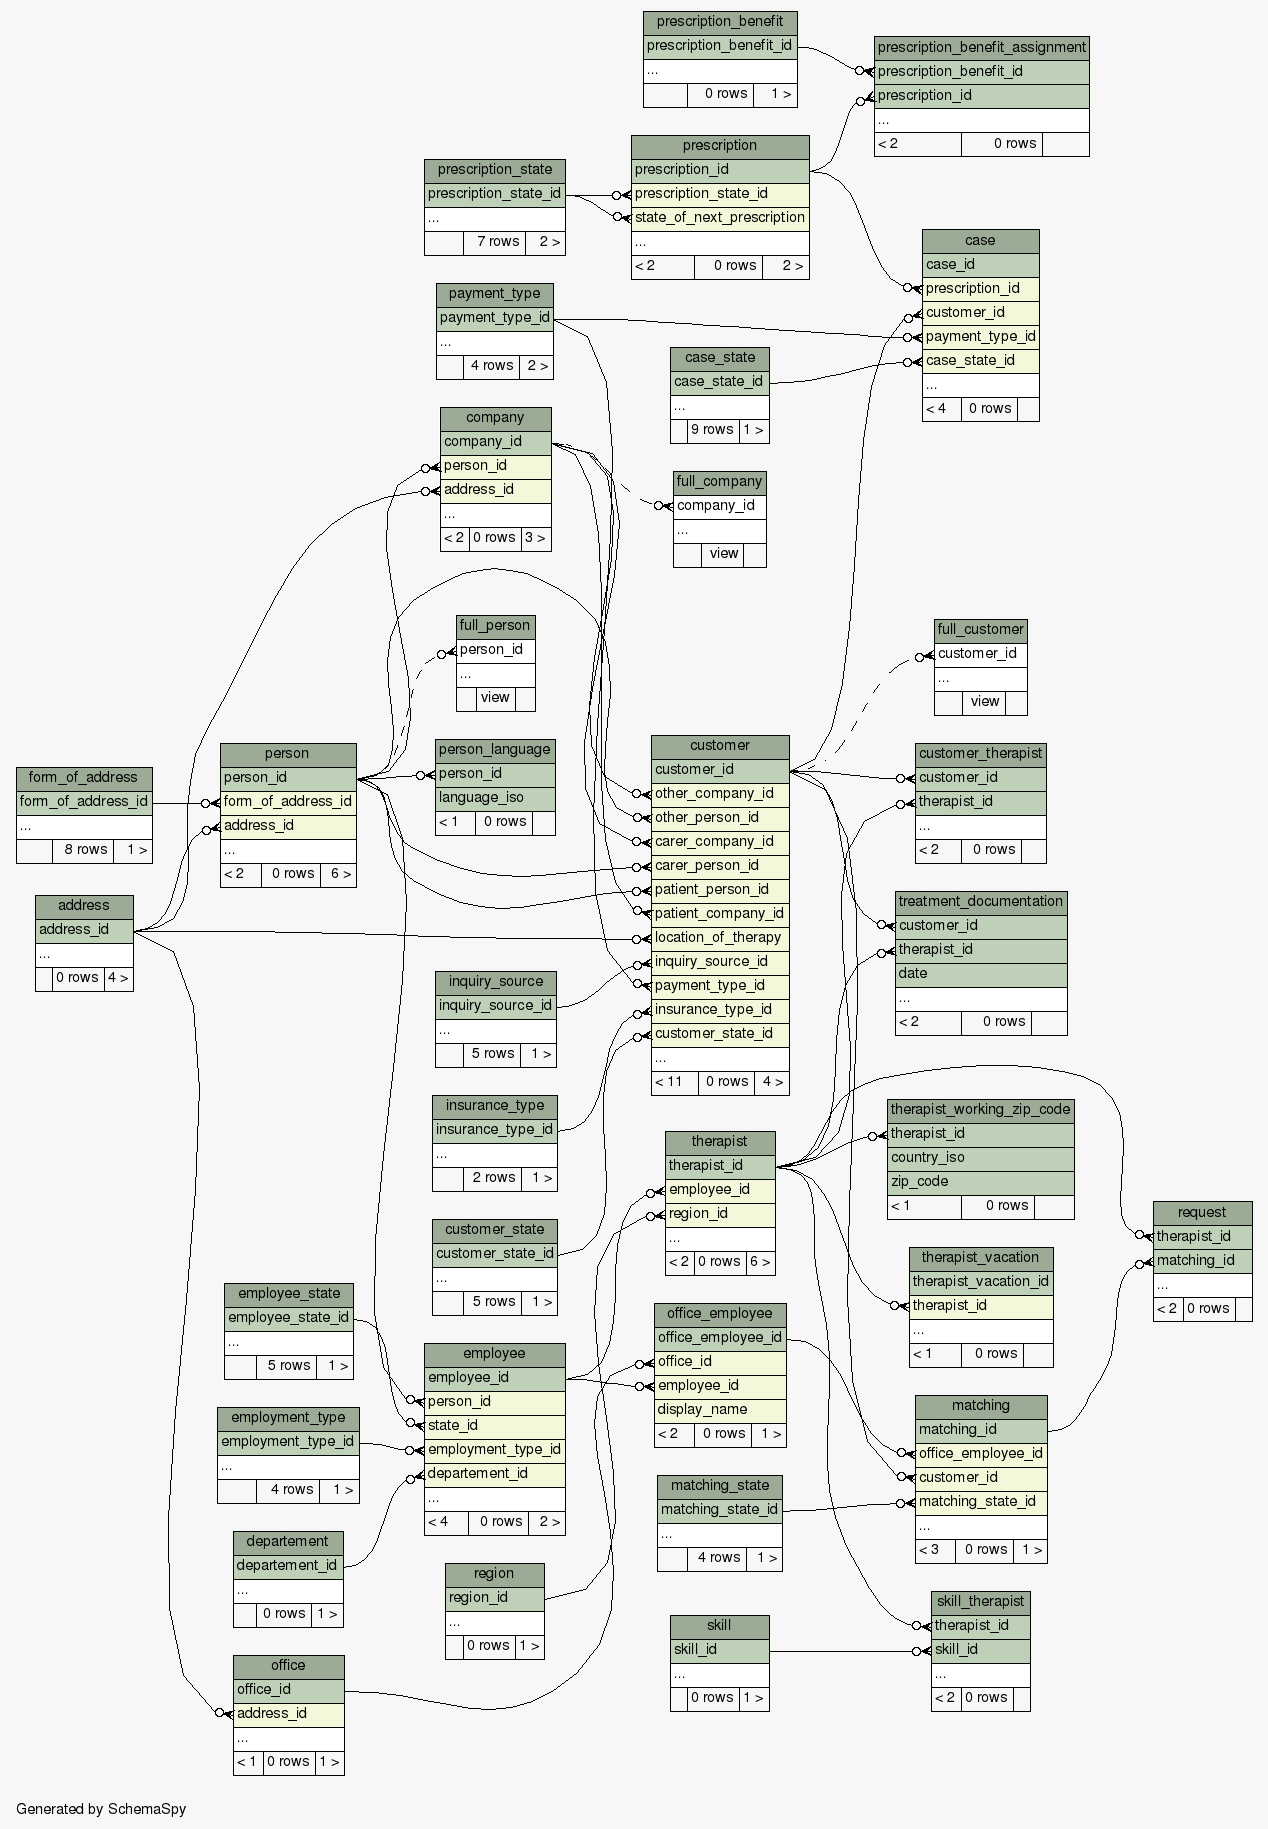 prescription_benefit
prescription_benefit_id
...
0 rows 1 >
prescription_benefit_assignment
prescription_benefit_id
prescription_id
...
< 2 0 rows
prescription
prescription_id
prescription_state_id
state_of_next_prescription
...
< 2 0 rows 2 >
prescription_state
prescription_state_id
...
7 rows 2 >
case
case_id
prescription_id
customer_id
payment_type_id
case_state_id
...
< 4 0 rows
payment_type
payment_type_id
...
4 rows 2 >
case_state
case_state_id
...
9 rows 1 >
company
company_id
person_id
address_id
...
< 2 0 rows 3 >
full_company
company_id
...
view
full_person
person_id
...
view
full_customer
customer_id
...
view
person
person_id
form_of_address_id
address_id
...
< 2 0 rows 6 >
person_language
person_id
language_iso
< 1 0 rows
customer
customer_id
other_company_id
other_person_id
carer_company_id
carer_person_id
patient_person_id
patient_company_id
location_of_therapy
inquiry_source_id
payment_type_id
insurance_type_id
customer_state_id
...
< 11 0 rows 4 >
customer_therapist
customer_id
therapist_id
...
< 2 0 rows
form_of_address
form_of_address_id
...
8 rows 1 >
address
address_id
...
0 rows 4 >
treatment_documentation
customer_id
therapist_id
date
...
< 2 0 rows
inquiry_source
inquiry_source_id
...
5 rows 1 >
insurance_type
insurance_type_id
...
2 rows 1 >
therapist_working_zip_code
therapist_id
country_iso
zip_code
< 1 0 rows
therapist
therapist_id
employee_id
region_id
...
< 2 0 rows 6 >
request
therapist_id
matching_id
...
< 2 0 rows
customer_state
customer_state_id
...
5 rows 1 >
therapist_vacation
therapist_vacation_id
therapist_id
...
< 1 0 rows
employee_state
employee_state_id
...
5 rows 1 >
office_employee
office_employee_id
office_id
employee_id
display_name
< 2 0 rows 1 >
employee
employee_id
person_id
state_id
employment_type_id
departement_id
...
< 4 0 rows 2 >
matching
matching_id
office_employee_id
customer_id
matching_state_id
...
< 3 0 rows 1 >
employment_type
employment_type_id
...
4 rows 1 >
matching_state
matching_state_id
...
4 rows 1 >
departement
departement_id
...
0 rows 1 >
region
region_id
...
0 rows 1 >
skill_therapist
therapist_id
skill_id
...
< 2 0 rows
skill
skill_id
...
0 rows 1 >
office
office_id
address_id
...
< 1 0 rows 1 >
Generated by SchemaSpy